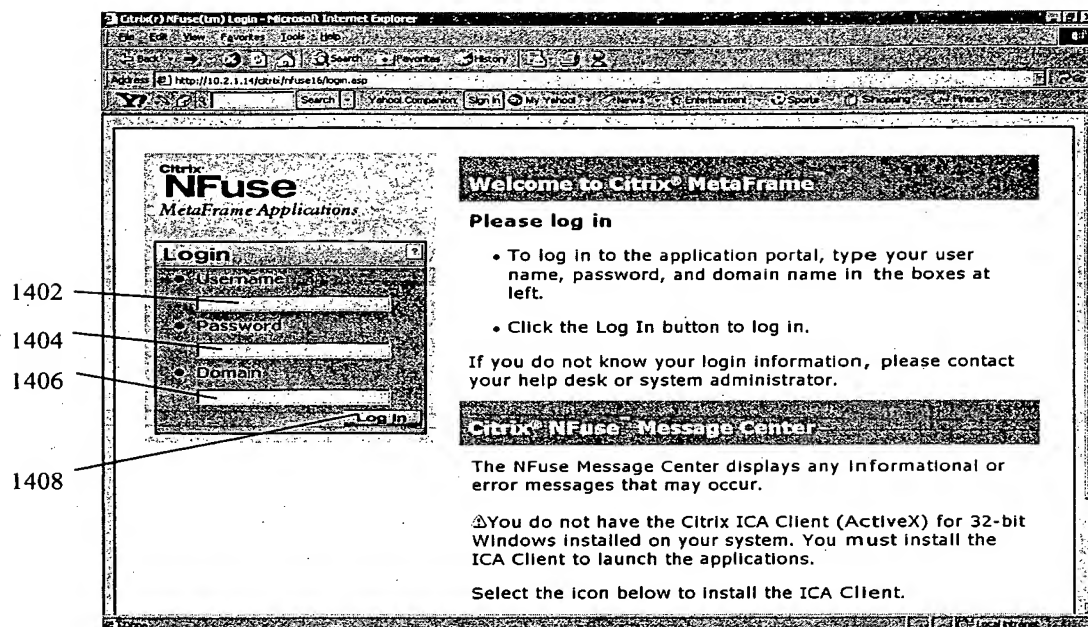 Citrix(r) NFuse(tm) Login - Microsoft Internet Explorer
File Edit View Favorites Tools Help
Back Search Favorites History
Address http://10.2.1.14/citrix/nfuse16/login.asp
Y! Search Yahoo! Companion Sign In My Yahoo! News Entertainment Sports Shopping Finance
Citrix
NFuse
MetaFrame Applications
Login ?
Username
Password
Domain
Log In
1402
1404
1406
1408
Welcome to Citrix® MetaFrame
Please log in
• To log in to the application portal, type your user
name, password, and domain name in the boxes at
left.
• Click the Log In button to log in.
If you do not know your login information, please contact
your help desk or system administrator.
Citrix® NFuse™ Message Center
The NFuse Message Center displays any informational or
error messages that may occur.
⚠You do not have the Citrix ICA Client (ActiveX) for 32-bit
Windows installed on your system. You must install the
ICA Client to launch the applications.
Select the icon below to install the ICA Client.
Local intranet